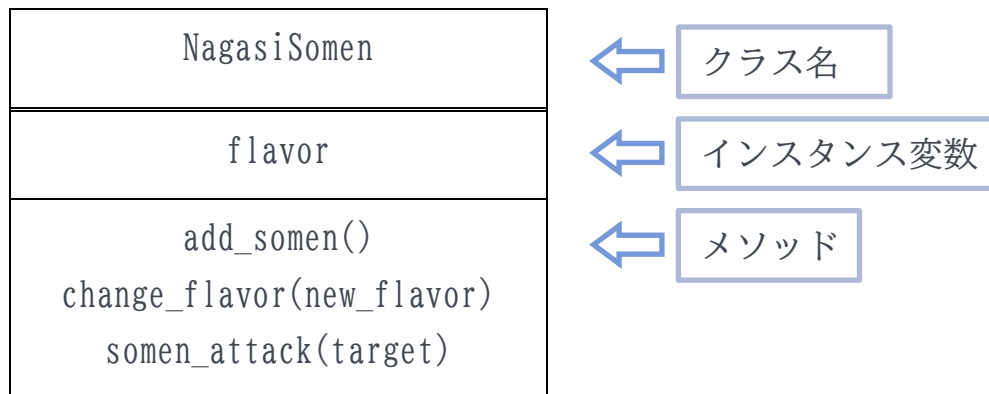 NagasiSomen
クラス名
flavor
インスタンス変数
add_somen()
メソッド
change_flavor(new_flavor)
somen_attack(target)